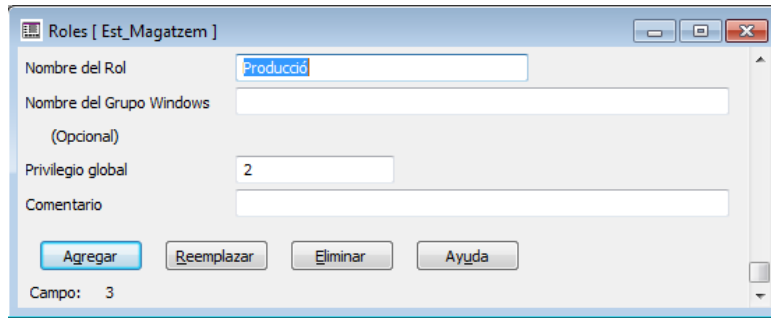 Roles [ Est_Magatzem ]
Nombre del Rol Producció
Nombre del Grupo Windows
(Opcional)
Privilegio global 2
Comentario
Agregar Reemplazar Eliminar Ayuda
Campo: 3